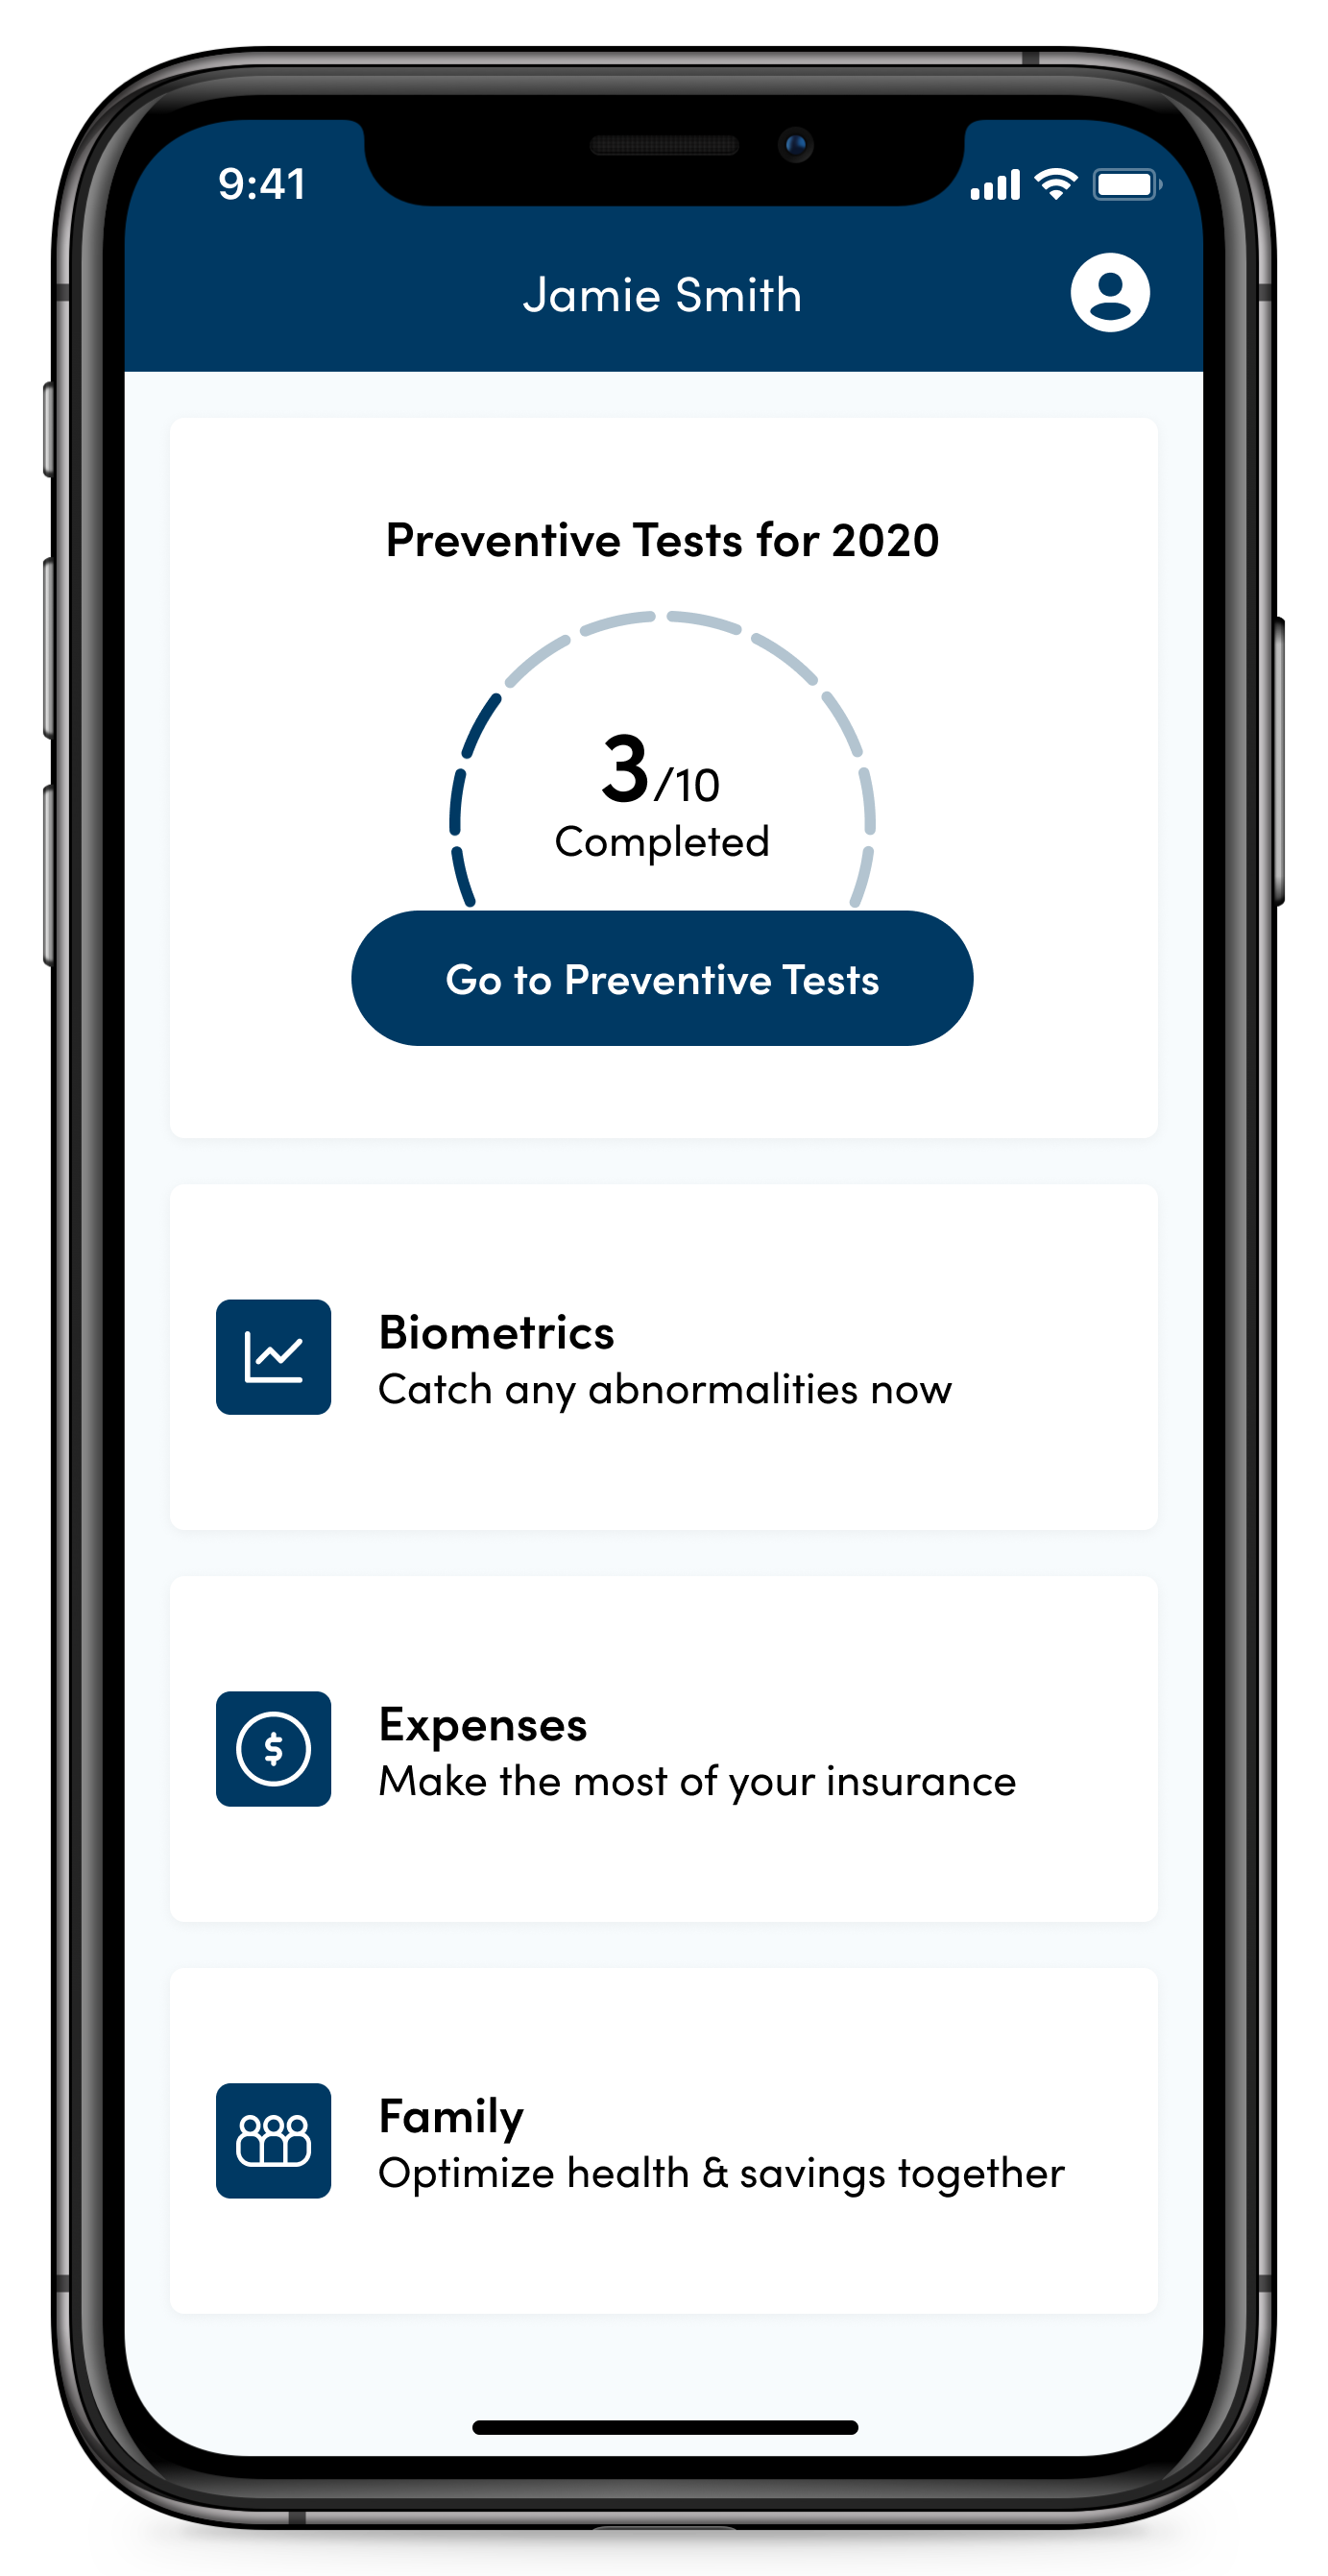 9:41
Jamie Smith
Preventive Tests for 2020
3/10
Completed
Go to Preventive Tests
Biometrics
Catch any abnormalities now
$
Expenses
Make the most of your insurance
Family
Optimize health & savings together